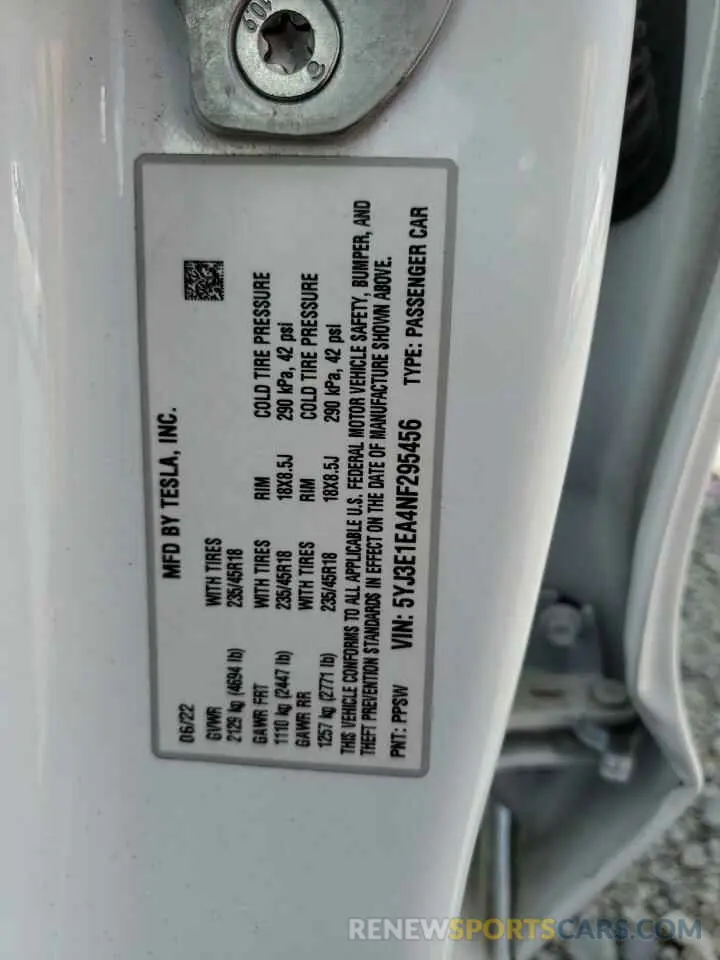 MFD BY TESLA, INC.
06/22
GVWR WITH TIRES
2129 kg (4694 lb) 235/45R18
GAWR FRT WITH TIRES RIM COLD TIRE PRESSURE
1110 kg (2447 lb) 235/45R18 18X8.5J 290 kPa, 42 psi
GAWR RR WITH TIRES RIM COLD TIRE PRESSURE
1257 kg (2771 lb) 235/45R18 18X8.5J 290 kPa, 42 psi
THIS VEHICLE CONFORMS TO ALL APPLICABLE U.S. FEDERAL MOTOR VEHICLE SAFETY, BUMPER, AND
THEFT PREVENTION STANDARDS IN EFFECT ON THE DATE OF MANUFACTURE SHOWN ABOVE.
PNT: PPSW VIN: 5YJ3E1EA4NF295456 TYPE: PASSENGER CAR
RENEWSPORTSCARS.COM